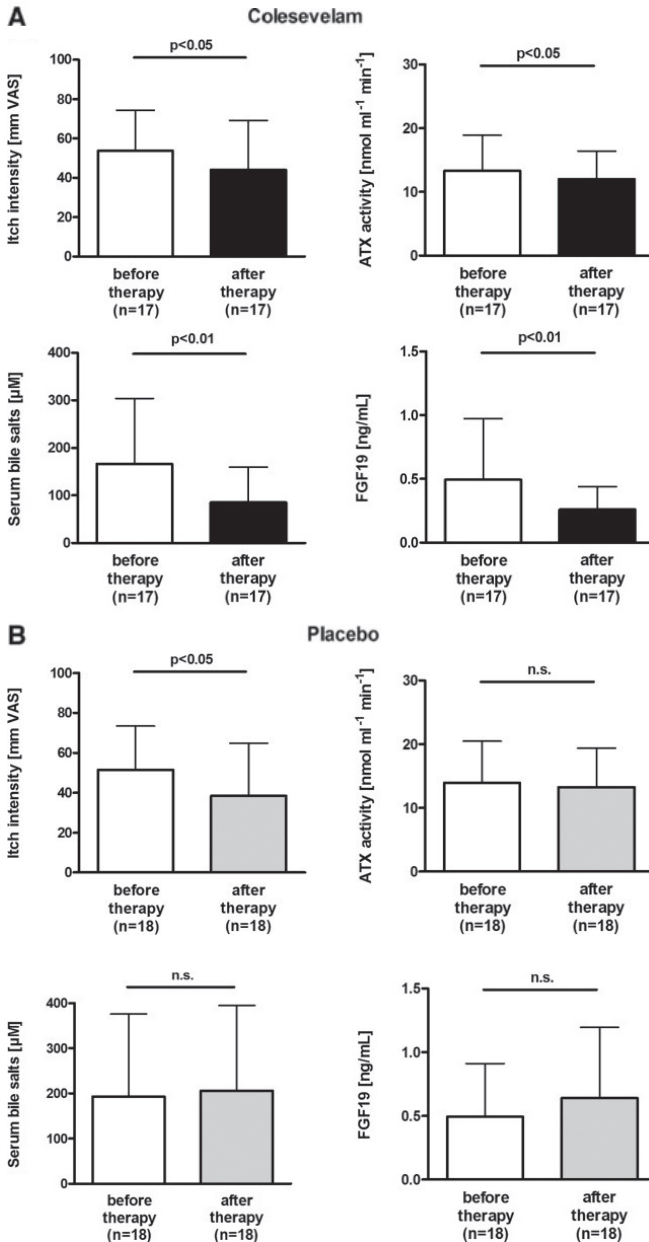 A
Colesevelam
p<0.05
Itch intensity [mm VAS]
100
80
60
40
20
0
before
therapy
(n=17)
after
therapy
(n=17)
p<0.05
ATX activity [nmol ml⁻¹ min⁻¹]
30
20
10
0
before
therapy
(n=17)
after
therapy
(n=17)
p<0.01
Serum bile salts [µM]
400
300
200
100
0
before
therapy
(n=17)
after
therapy
(n=17)
p<0.01
FGF19 [ng/mL]
1.5
1.0
0.5
0.0
before
therapy
(n=17)
after
therapy
(n=17)
B
Placebo
p<0.05
Itch intensity [mm VAS]
100
80
60
40
20
0
before
therapy
(n=18)
after
therapy
(n=18)
n.s.
ATX activity [nmol ml⁻¹ min⁻¹]
30
20
10
0
before
therapy
(n=18)
after
therapy
(n=18)
n.s.
Serum bile salts [µM]
400
300
200
100
0
before
therapy
(n=18)
after
therapy
(n=18)
n.s.
FGF19 [ng/mL]
1.5
1.0
0.5
0.0
before
therapy
(n=18)
after
therapy
(n=18)